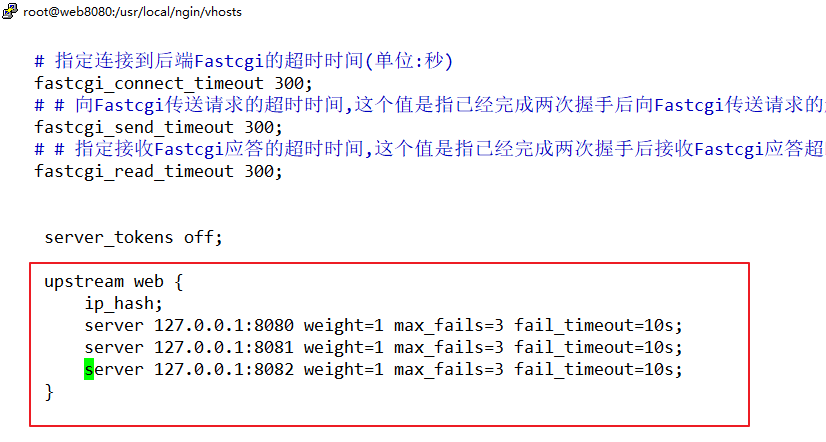 root@web8080:/usr/local/ngin/vhosts
# 指定连接到后端Fastcgi的超时时间(单位:秒)
fastcgi_connect_timeout 300;
# # 向Fastcgi传送请求的超时时间,这个值是指已经完成两次握手后向Fastcgi传送请求的
fastcgi_send_timeout 300;
# # 指定接收Fastcgi应答的超时时间,这个值是指已经完成两次握手后接收Fastcgi应答超
fastcgi_read_timeout 300;
server_tokens off;
upstream web {
ip_hash;
server 127.0.0.1:8080 weight=1 max_fails=3 fail_timeout=10s;
server 127.0.0.1:8081 weight=1 max_fails=3 fail_timeout=10s;
server 127.0.0.1:8082 weight=1 max_fails=3 fail_timeout=10s;
}